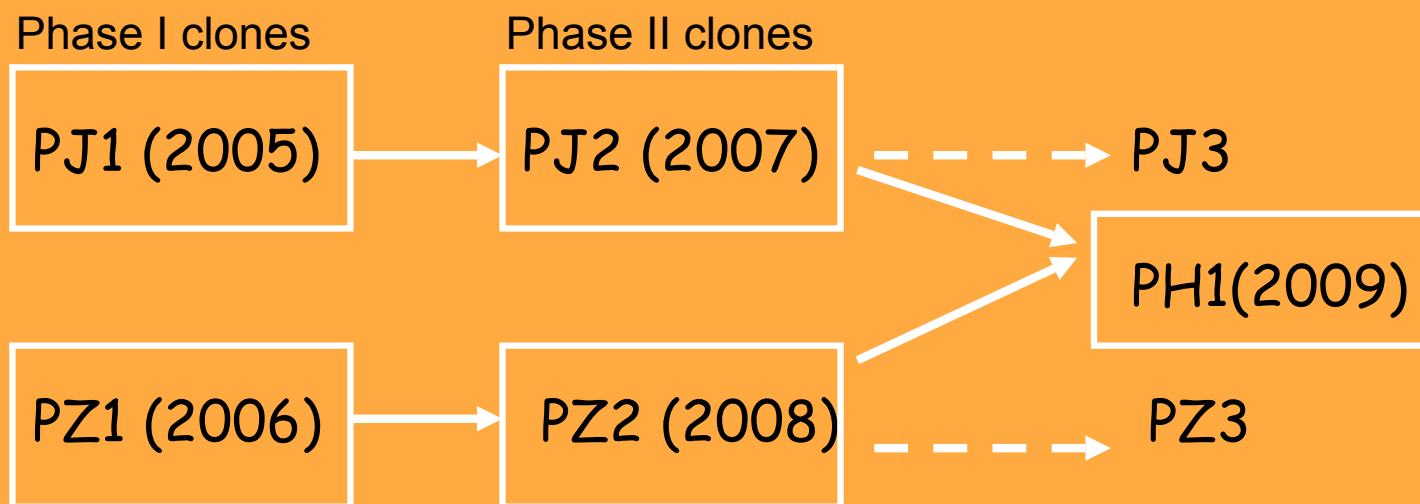 Phase I clones
Phase II clones
PJ1 (2005)
PJ2 (2007)
PJ3
PH1(2009)
PZ1 (2006)
PZ2 (2008)
PZ3